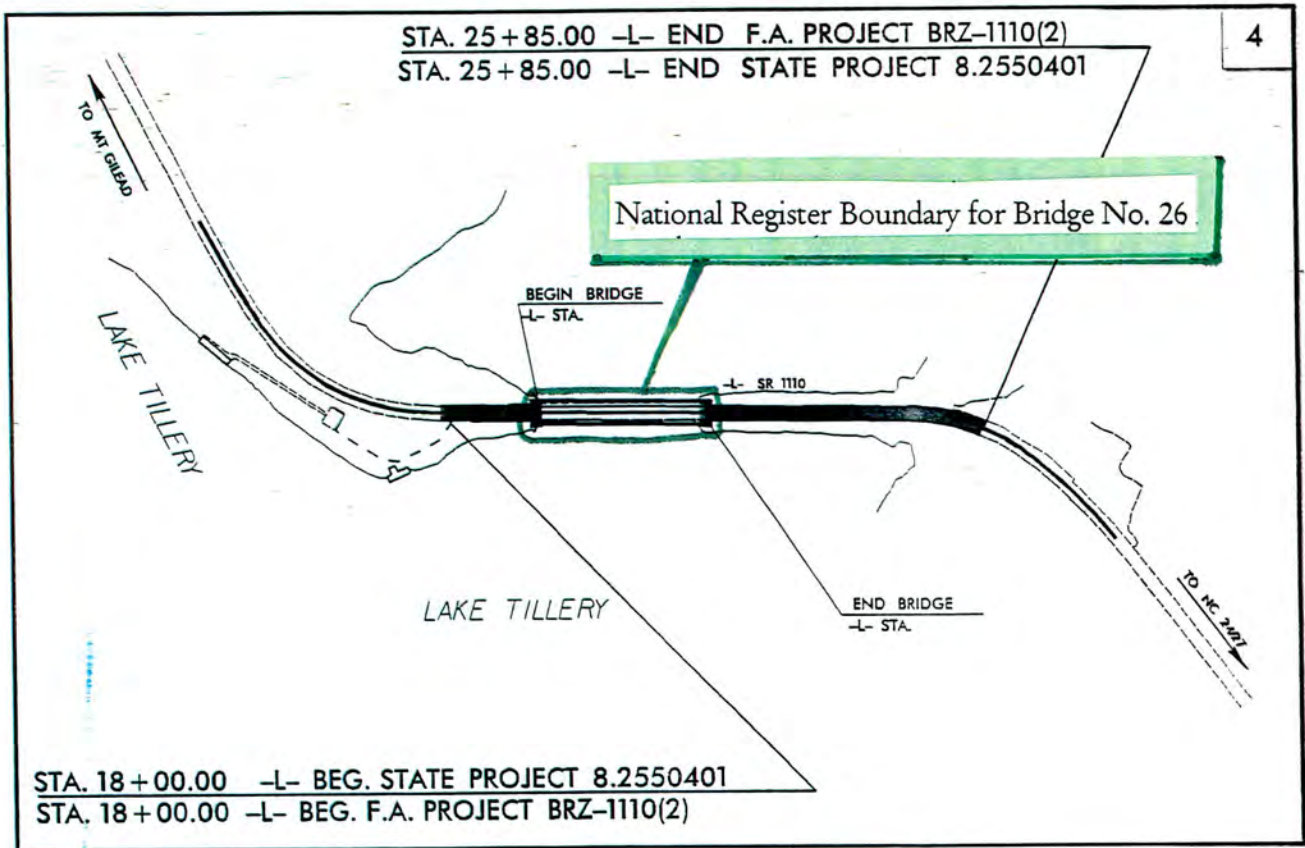 STA. 25+85.00 -L- END F.A. PROJECT BRZ-1110(2)
STA. 25+85.00 -L- END STATE PROJECT 8.2550401
4
TO MT. GILEAD
National Register Boundary for Bridge No. 26
BEGIN BRIDGE
-L- STA.
-L- SR 1110
LAKE TILLERY
LAKE TILLERY
END BRIDGE
-L- STA.
TO NC 24/27
STA. 18+00.00 -L- BEG. STATE PROJECT 8.2550401
STA. 18+00.00 -L- BEG. F.A. PROJECT BRZ-1110(2)